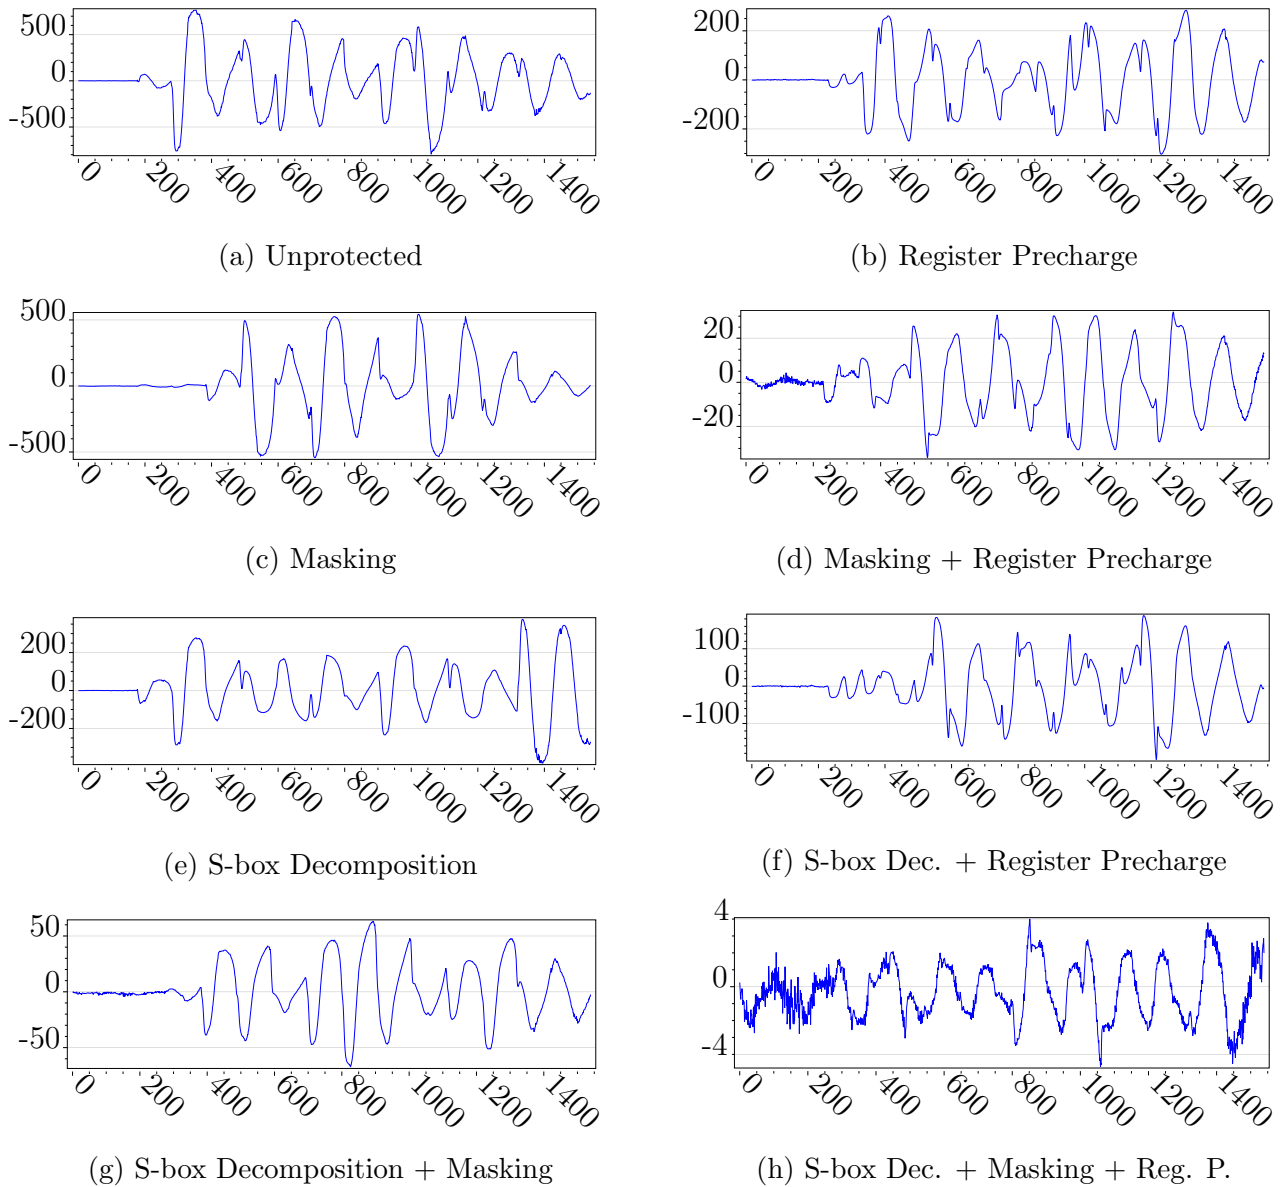 500
0
-500
0 200 400 600 800 1000 1200 1400
(a) Unprotected
200
0
-200
0 200 400 600 800 1000 1200 1400
(b) Register Precharge
500
0
-500
0 200 400 600 800 1000 1200 1400
(c) Masking
20
0
-20
0 200 400 600 800 1000 1200 1400
(d) Masking + Register Precharge
200
0
-200
0 200 400 600 800 1000 1200 1400
(e) S-box Decomposition
100
0
-100
0 200 400 600 800 1000 1200 1400
(f) S-box Dec. + Register Precharge
50
0
-50
0 200 400 600 800 1000 1200 1400
(g) S-box Decomposition + Masking
4
0
-4
0 200 400 600 800 1000 1200 1400
(h) S-box Dec. + Masking + Reg. P.